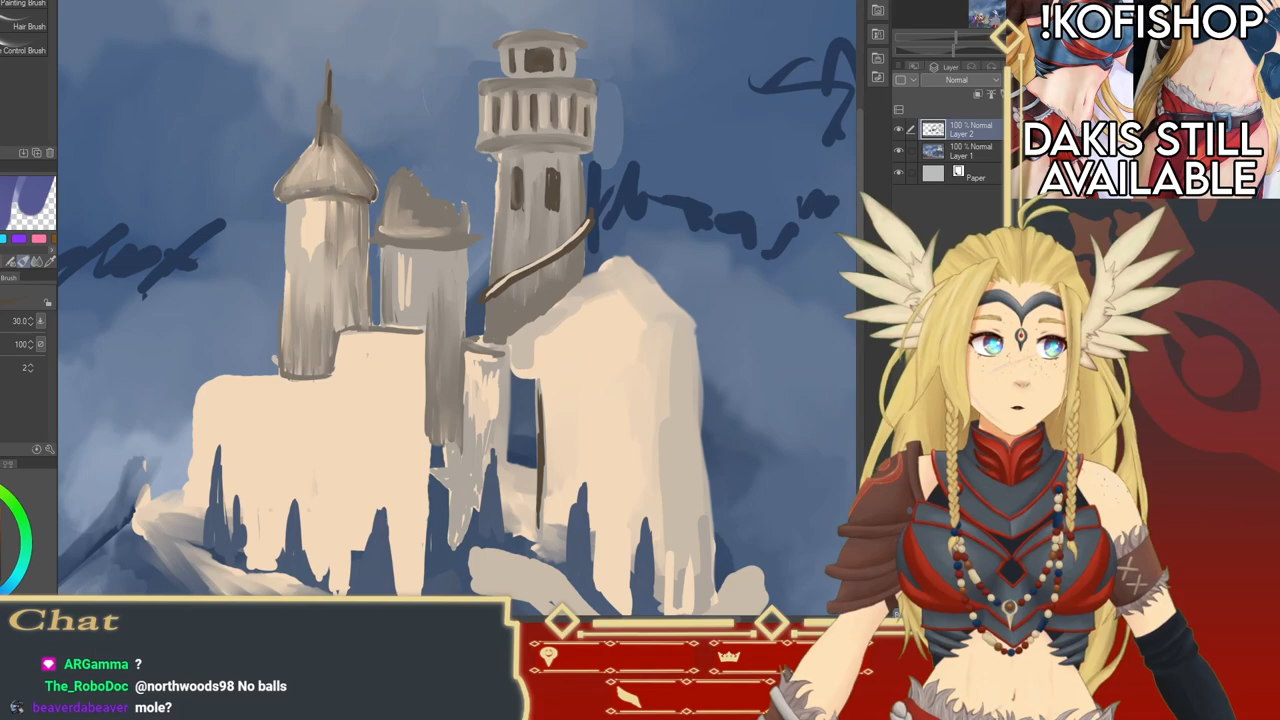 Painting Brush
Hair Brush
e Control Brush
Brush
30.0
100
2
Layer
Normal
100 % Normal
Layer 2
100 % Normal
Layer 1
Paper
!KOFISHOP
DAKIS STILL
AVAILABLE
Chat
ARGamma ?
The_RoboDoc @northwoods98 No balls
beaverdabeaver mole?